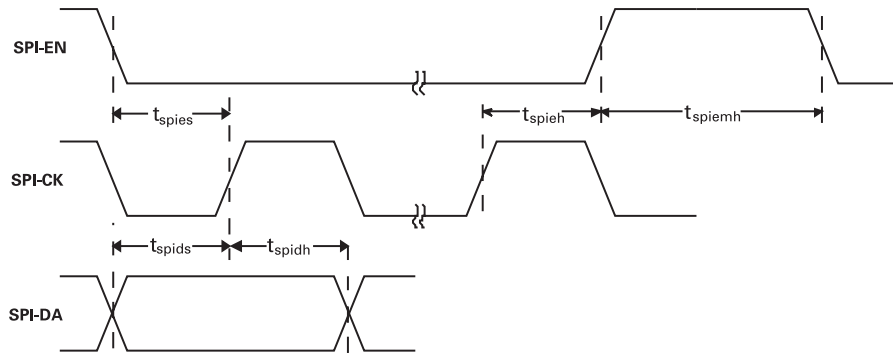 SPI-EN
tspies
tspieh
tspiemh
SPI-CK
tspids
tspidh
SPI-DA